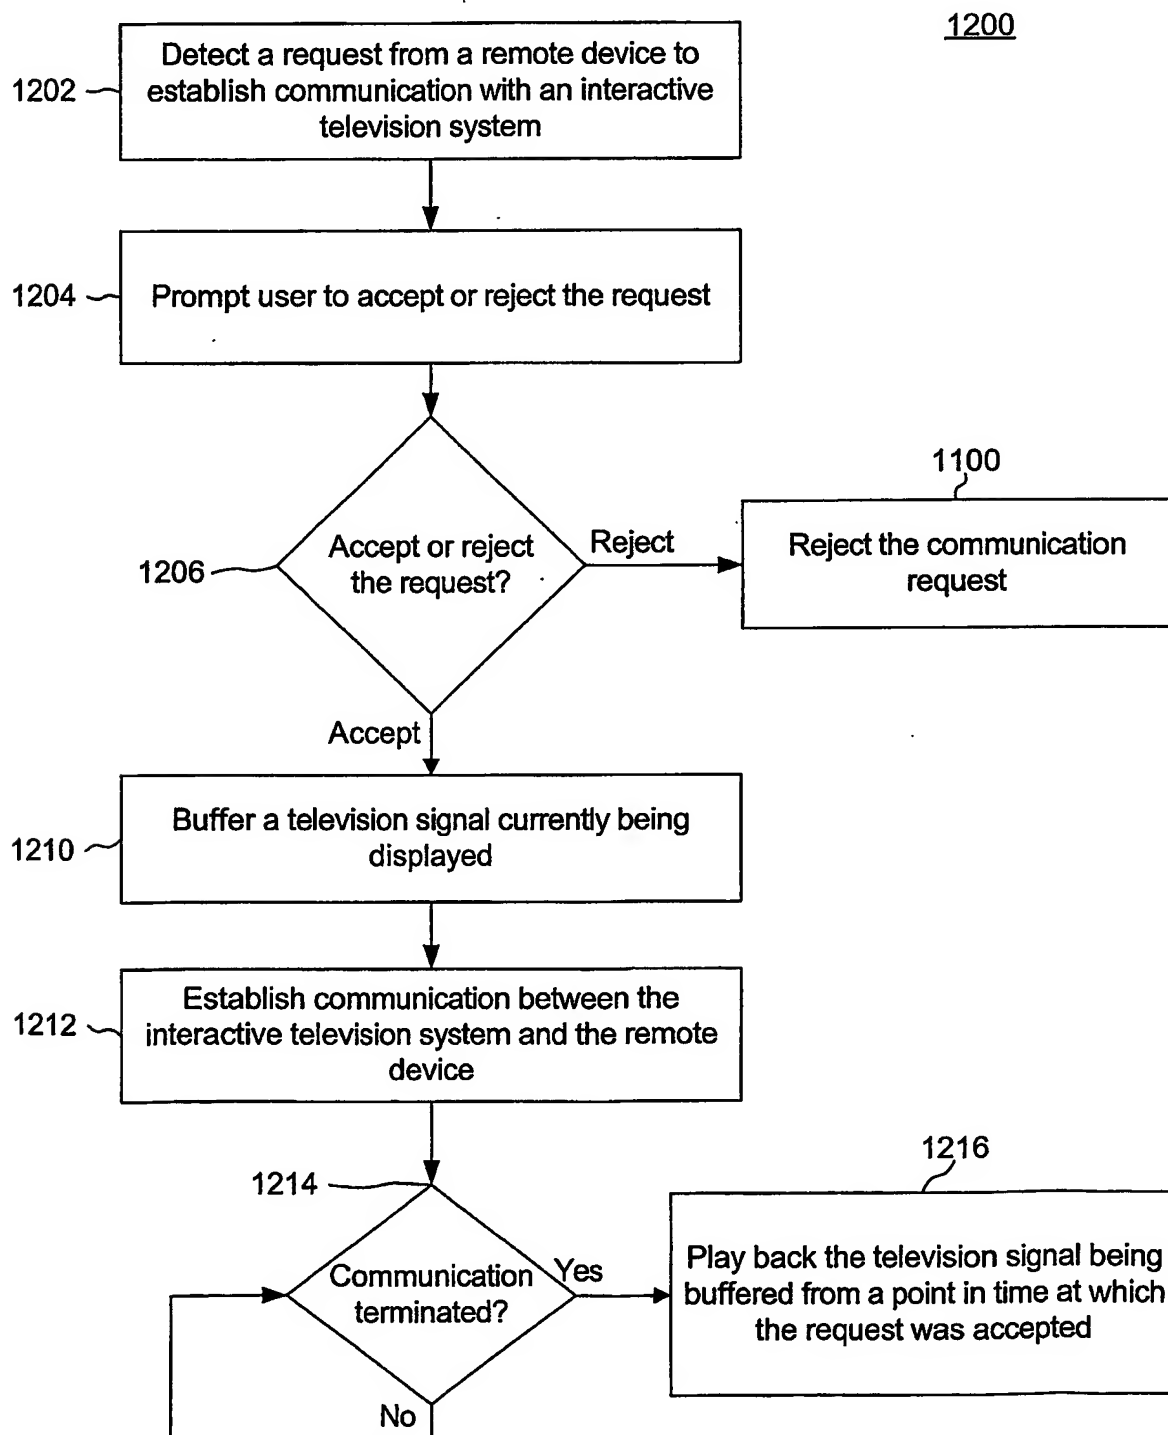 1200
Detect a request from a remote device to
establish communication with an interactive
television system
1202
Prompt user to accept or reject the request
1204
Accept or reject
the request?
1206
Reject
1100
Reject the communication
request
Accept
Buffer a television signal currently being
displayed
1210
Establish communication between the
interactive television system and the remote
device
1212
1214
Communication
terminated?
Yes
1216
Play back the television signal being
buffered from a point in time at which
the request was accepted
No